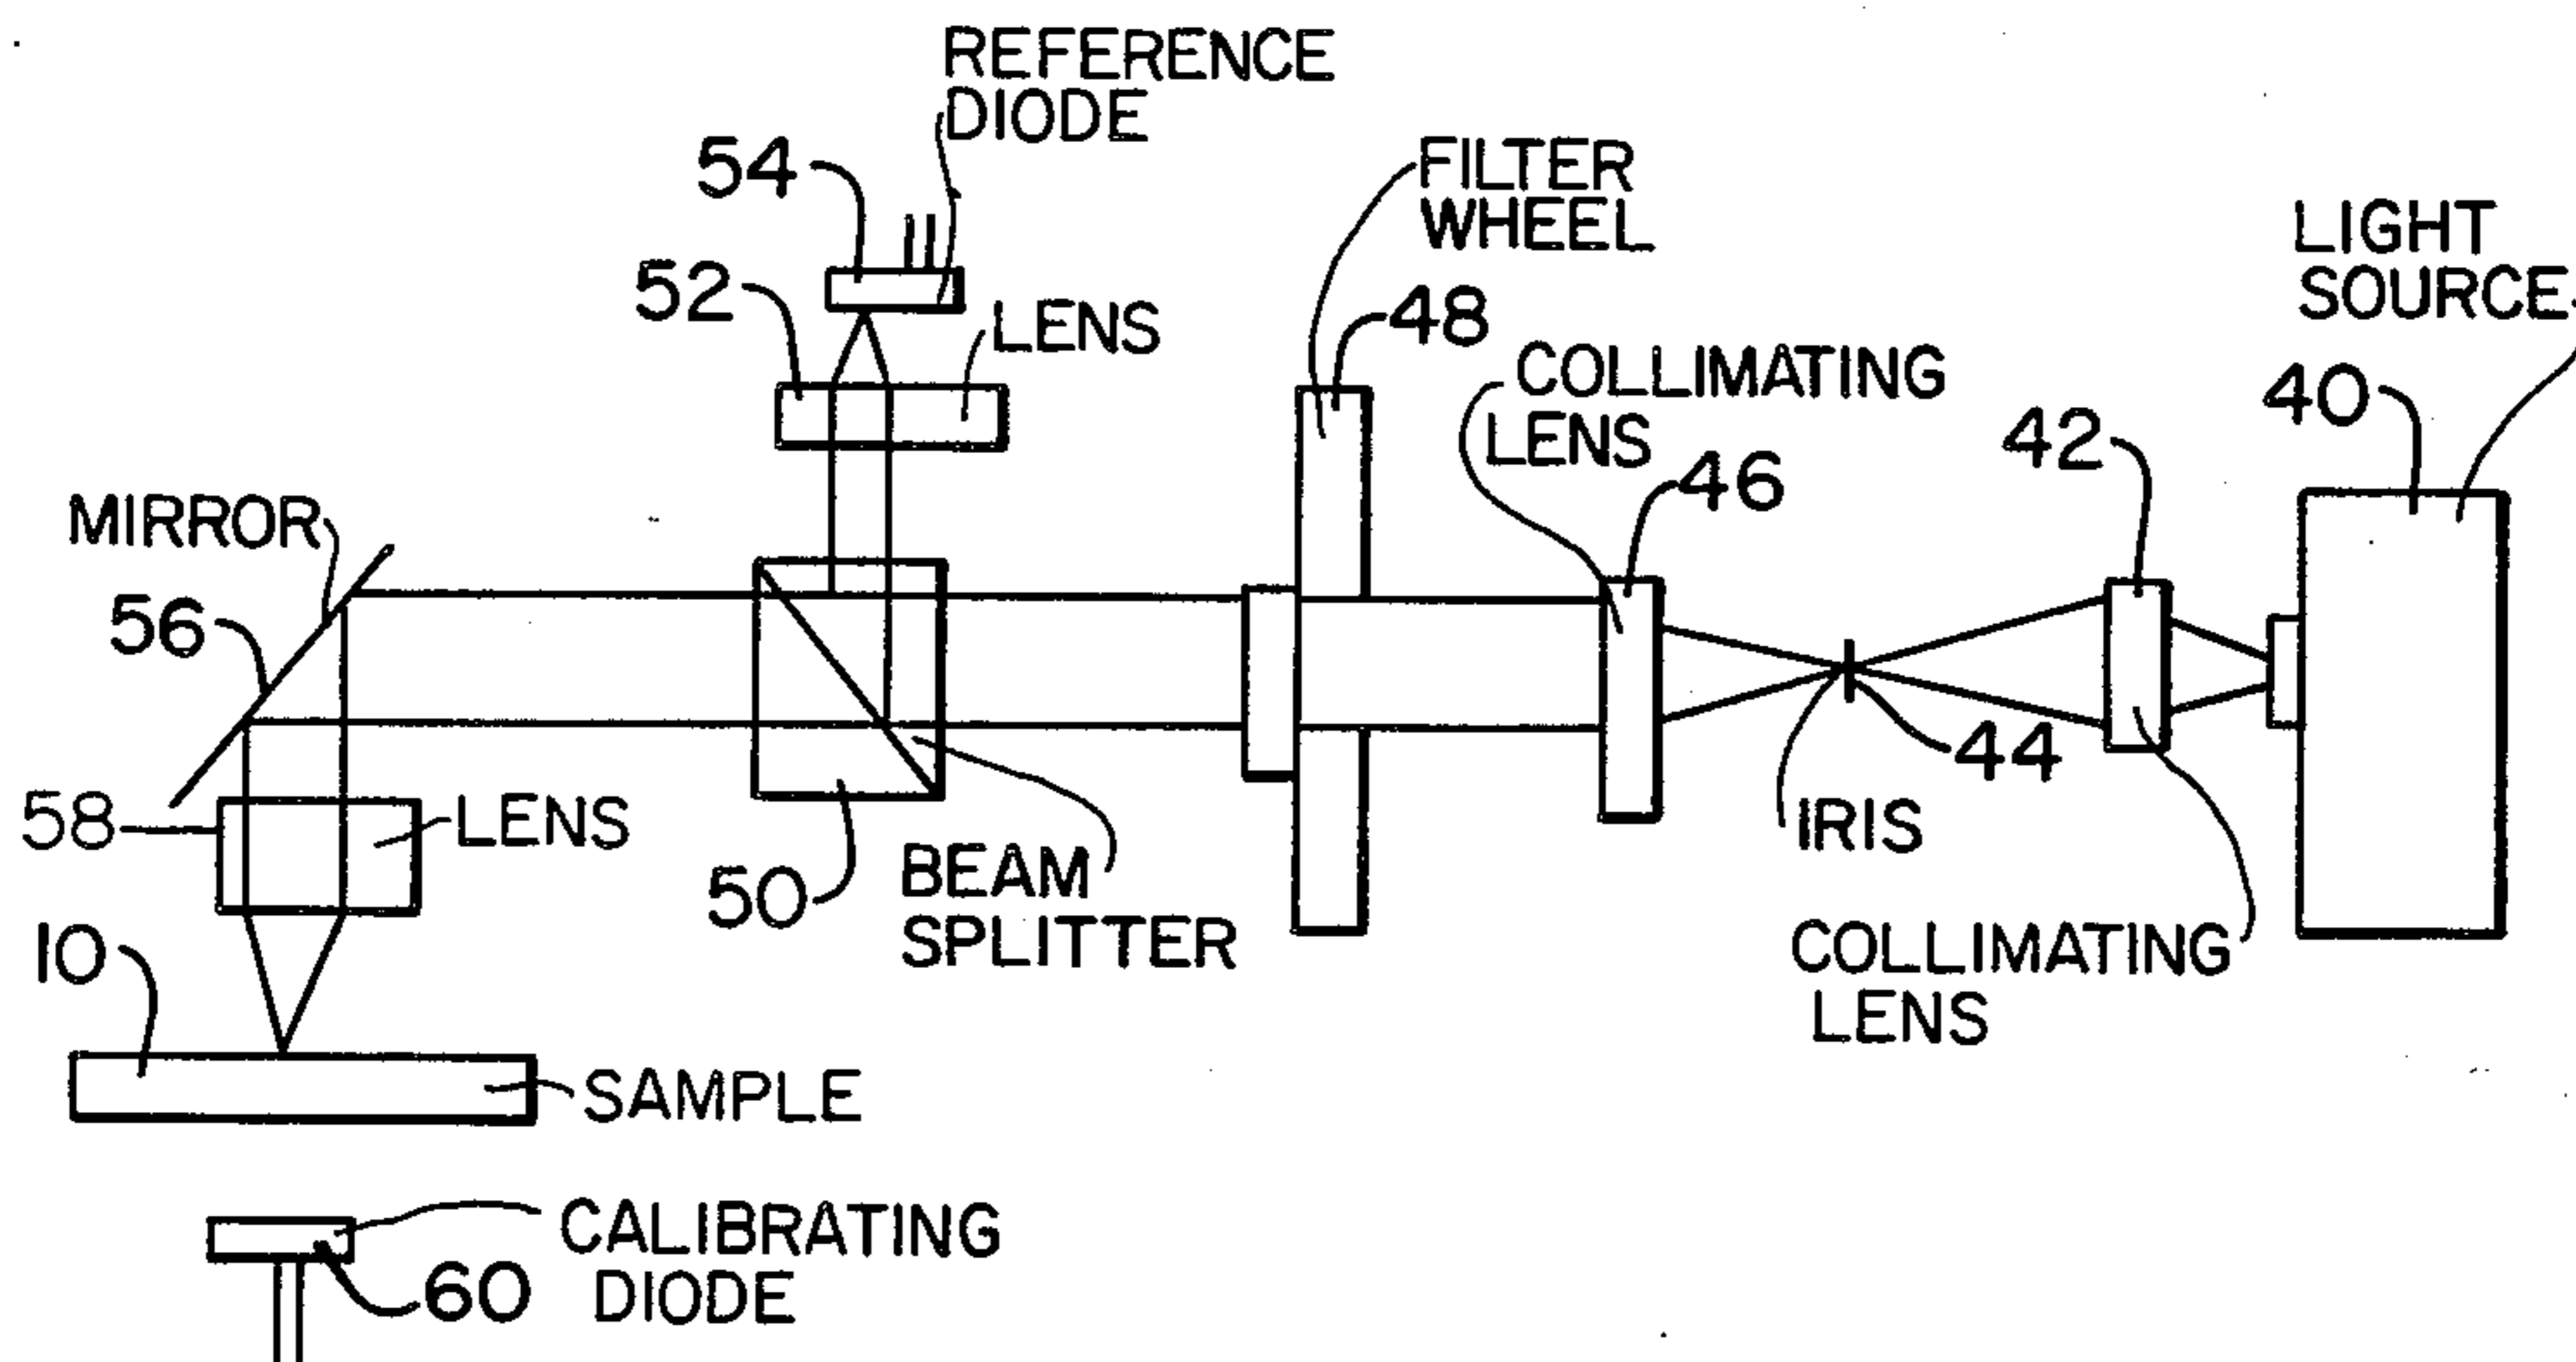 REFERENCE
DIODE
54
FILTER
WHEEL
LIGHT
SOURCE
52
LENS
48
COLLIMATING
LENS
40
42
46
MIRROR
56
58
LENS
50
BEAM
SPLITTER
44
IRIS
COLLIMATING
LENS
10
SAMPLE
CALIBRATING
DIODE
60